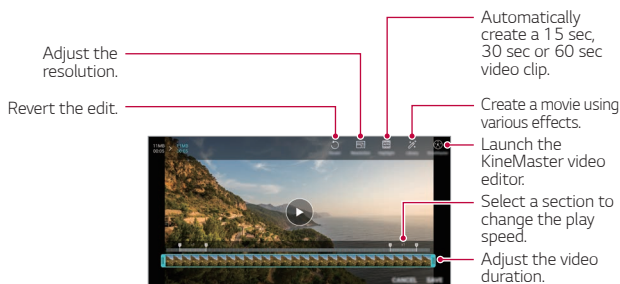 Adjust the
resolution.
Revert the edit.
Automatically
create a 15 sec,
30 sec or 60 sec
video clip.
Create a movie using
various effects.
Launch the
KineMaster video
editor.
Select a section to
change the play
speed.
Adjust the video
duration.
11MB
11MB
CANCEL
SAVE